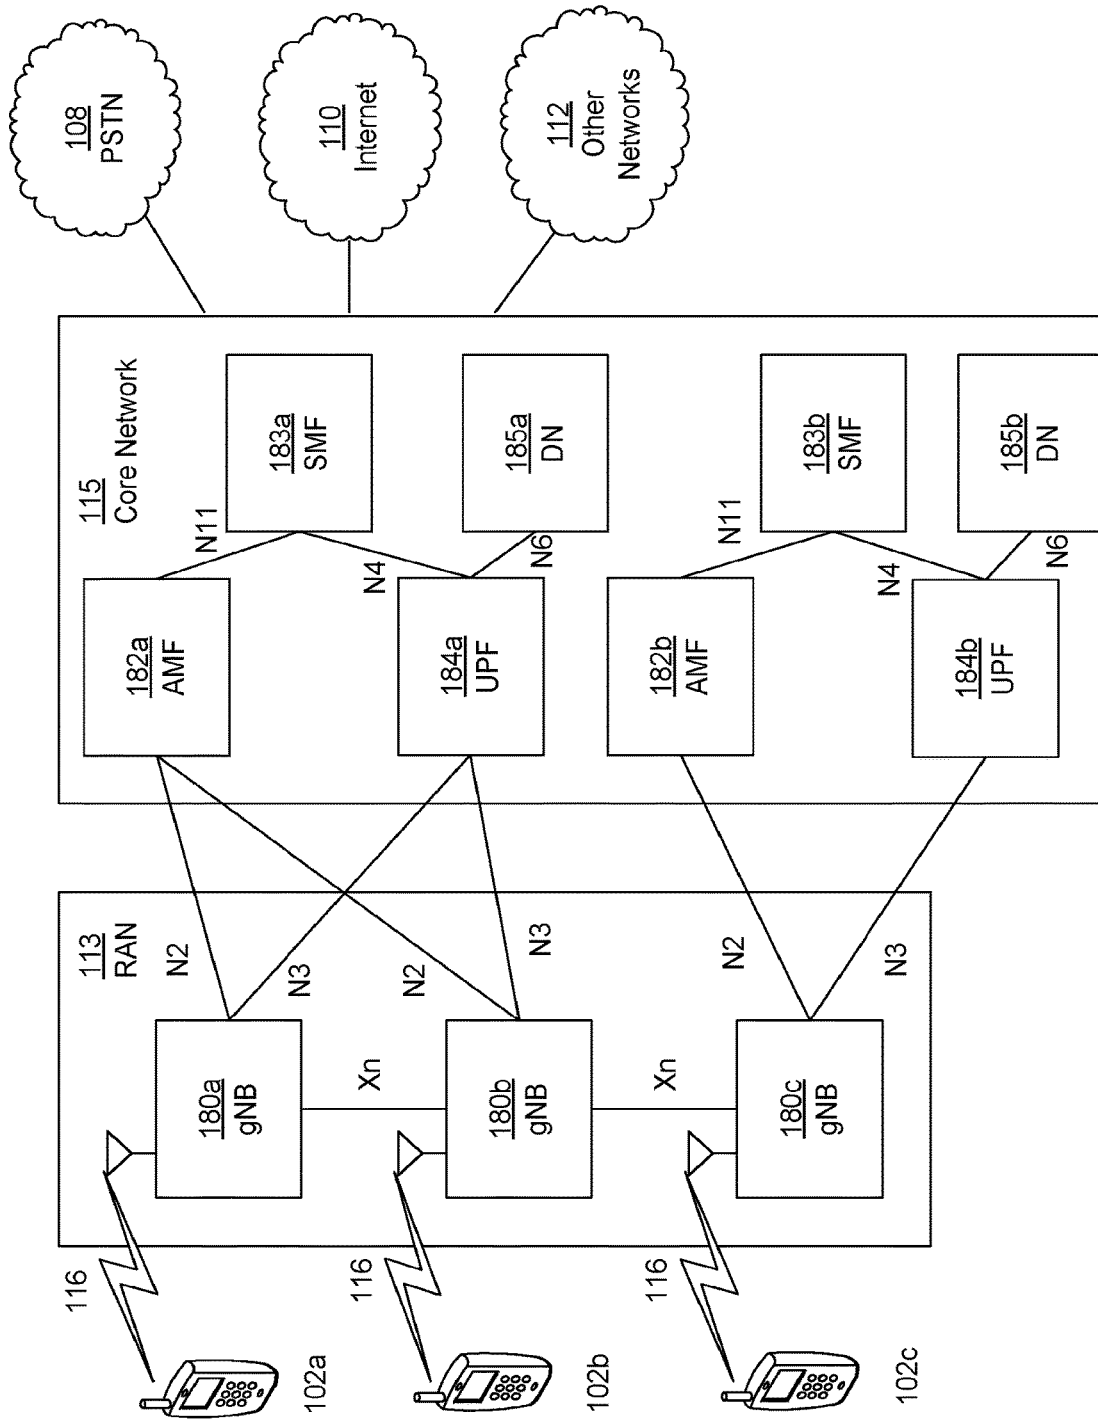 102a
116
102b
116
102c
116
113
RAN
180a
gNB
Xn
180b
gNB
Xn
180c
gNB
N2
N3
N2
N3
N2
N3
115
Core Network
182a
AMF
N11
183a
SMF
N4
184a
UPF
N6
185a
DN
182b
AMF
N11
183b
SMF
N4
184b
UPF
N6
185b
DN
108
PSTN
110
Internet
112
Other
Networks